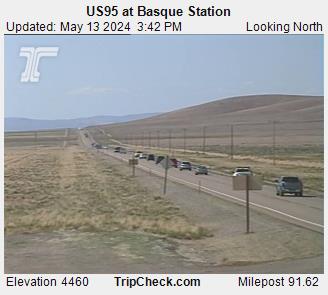 US95 at Basque Station
Updated: May 13 2024 3:42 PM Looking North
Elevation 4460 TripCheck.com Milepost 91.62